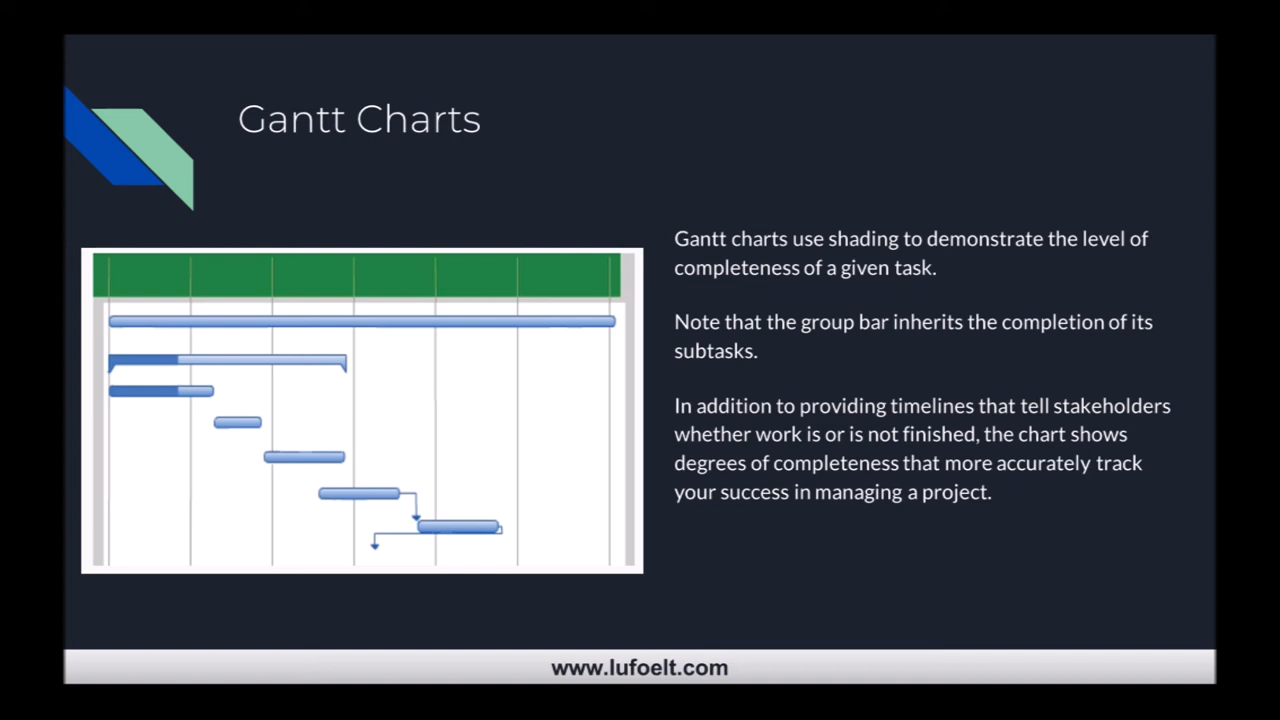 Gantt Charts
Gantt charts use shading to demonstrate the level of
completeness of a given task.
Note that the group bar inherits the completion of its
subtasks.
In addition to providing timelines that tell stakeholders
whether work is or is not finished, the chart shows
degrees of completeness that more accurately track
your success in managing a project.
www.lufoelt.com